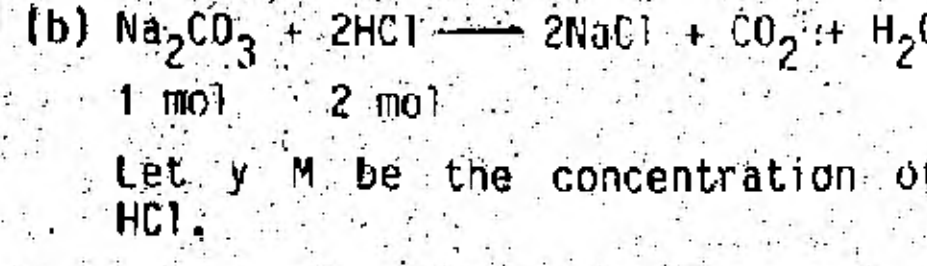 (b) Na₂CO₃ + 2HCl —— 2NaCl + CO₂ + H₂
1 mol 2 mol
Let y M be the concentration of
HCl.